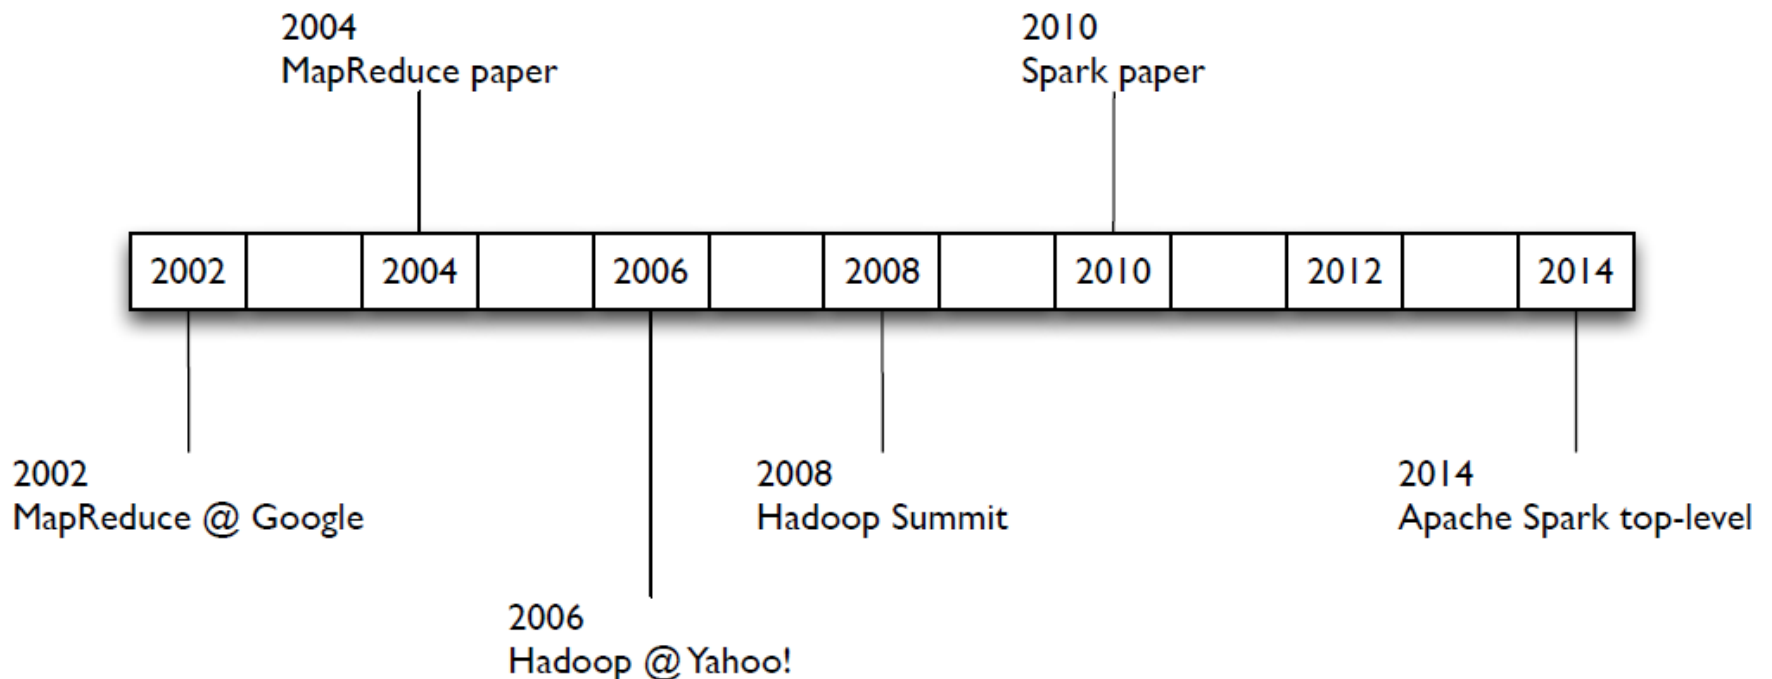 2004
MapReduce paper
2010
Spark paper
2002
2004
2006
2008
2010
2012
2014
2002
MapReduce @ Google
2008
Hadoop Summit
2014
Apache Spark top-level
2006
Hadoop @ Yahoo!